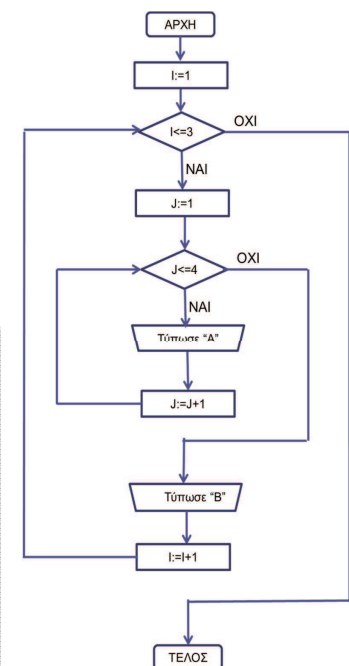 ΑΡΧΗ
I:=1
I<=3
ΟΧΙ
ΝΑΙ
J:=1
J<=4
ΟΧΙ
ΝΑΙ
Τύπωσε “A”
J:=J+1
Τύπωσε “B”
I:=I+1
ΤΕΛΟΣ